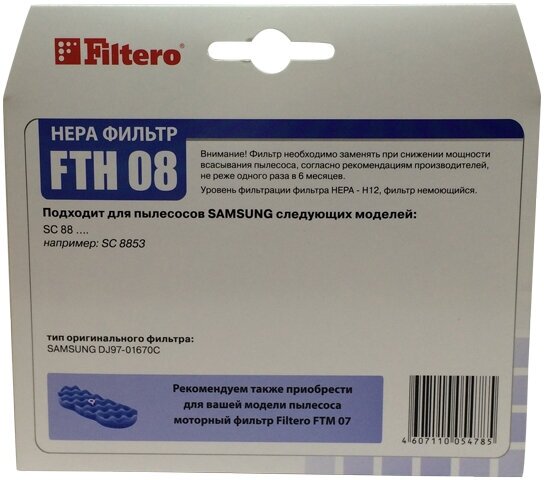 Filtero®
НЕРА ФИЛЬТР
FTH 08
Внимание! Фильтр необходимо заменять при снижении мощности
всасывания пылесоса, согласно рекомендациям производителей,
не реже одного раза в 6 месяцев.
Уровень фильтрации фильтра HEPA - H12, фильтр немоющийся.
Подходит для пылесосов SAMSUNG следующих моделей:
SC 88 ....
например: SC 8853
тип оригинального фильтра:
SAMSUNG DJ97-01670C
Рекомендуем также приобрести
для вашей модели пылесоса
моторный фильтр Filtero FTM 07
4 607110 054785